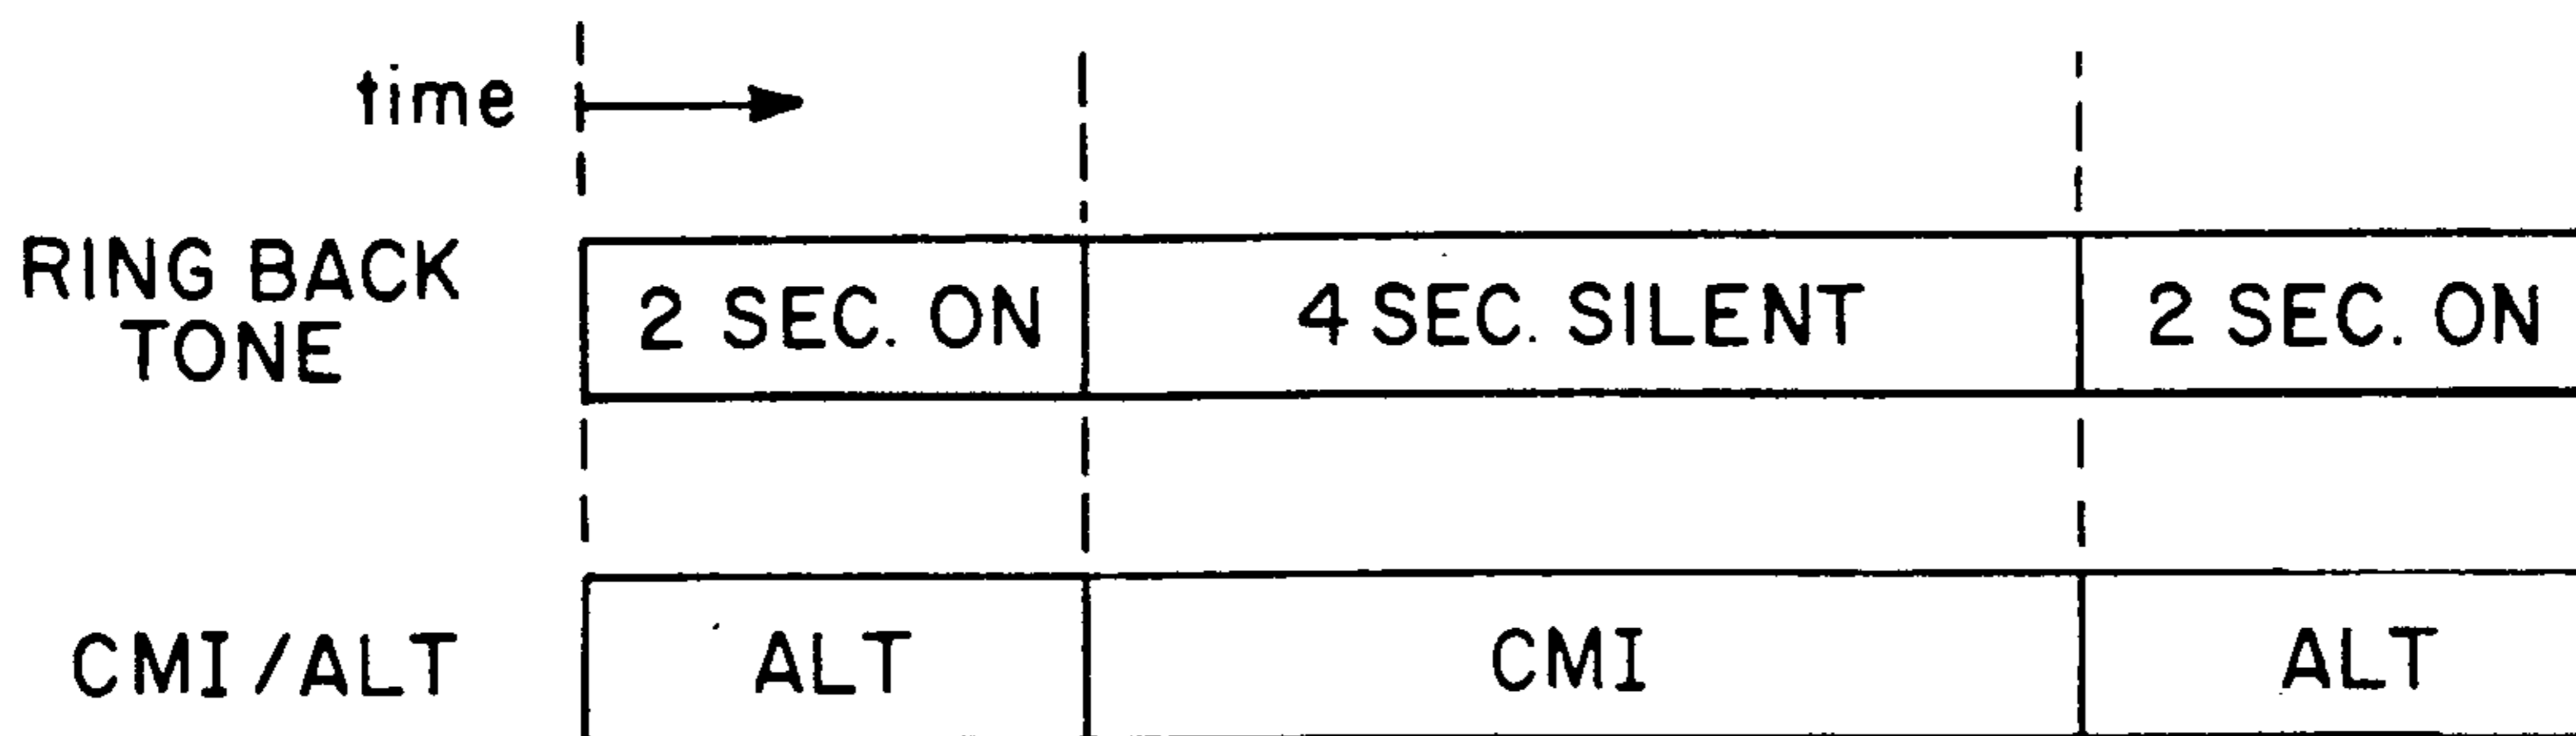 time
RING BACK
TONE
2 SEC. ON
4 SEC. SILENT
2 SEC. ON
CMI/ALT
ALT
CMI
ALT